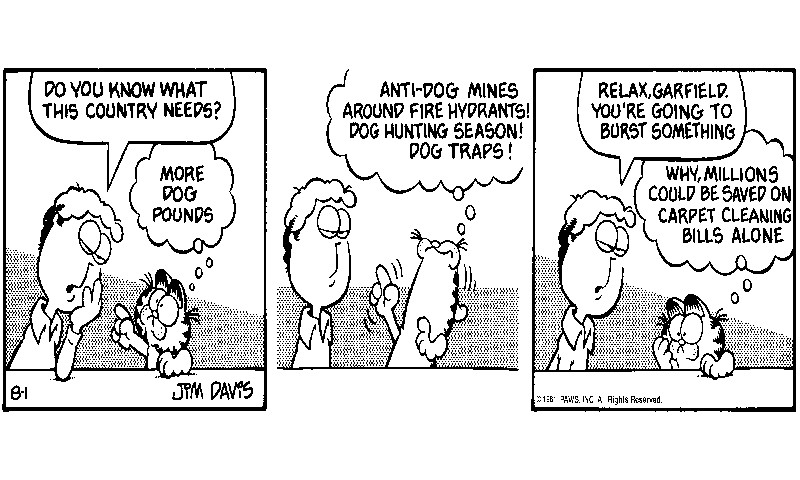 DO YOU KNOW WHAT
THIS COUNTRY NEEDS?
MORE
DOG
POUNDS
8-1
JIM DAVIS
ANTI-DOG MINES
AROUND FIRE HYDRANTS!
DOG HUNTING SEASON!
DOG TRAPS!
RELAX, GARFIELD.
YOU'RE GOING TO
BURST SOMETHING
WHY, MILLIONS
COULD BE SAVED ON
CARPET CLEANING
BILLS ALONE
©1981 PAWS, INC. A Rights Reserved.